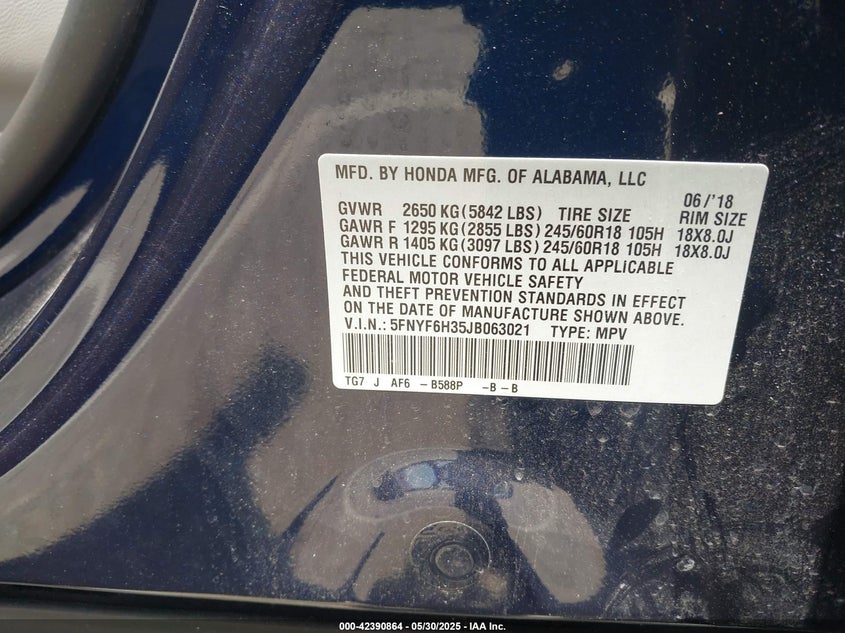 MFD. BY HONDA MFG. OF ALABAMA, LLC
06/'18
GVWR 2650 KG(5842 LBS) TIRE SIZE RIM SIZE
GAWR F 1295 KG(2855 LBS) 245/60R18 105H 18X8.0J
GAWR R 1405 KG(3097 LBS) 245/60R18 105H 18X8.0J
THIS VEHICLE CONFORMS TO ALL APPLICABLE
FEDERAL MOTOR VEHICLE SAFETY
AND THEFT PREVENTION STANDARDS IN EFFECT
ON THE DATE OF MANUFACTURE SHOWN ABOVE.
V.I.N.: 5FNYF6H35JB063021 TYPE: MPV
TG7 J AF6 - B588P -B-B
000-42390864 - 05/30/2025 - IAA Inc.